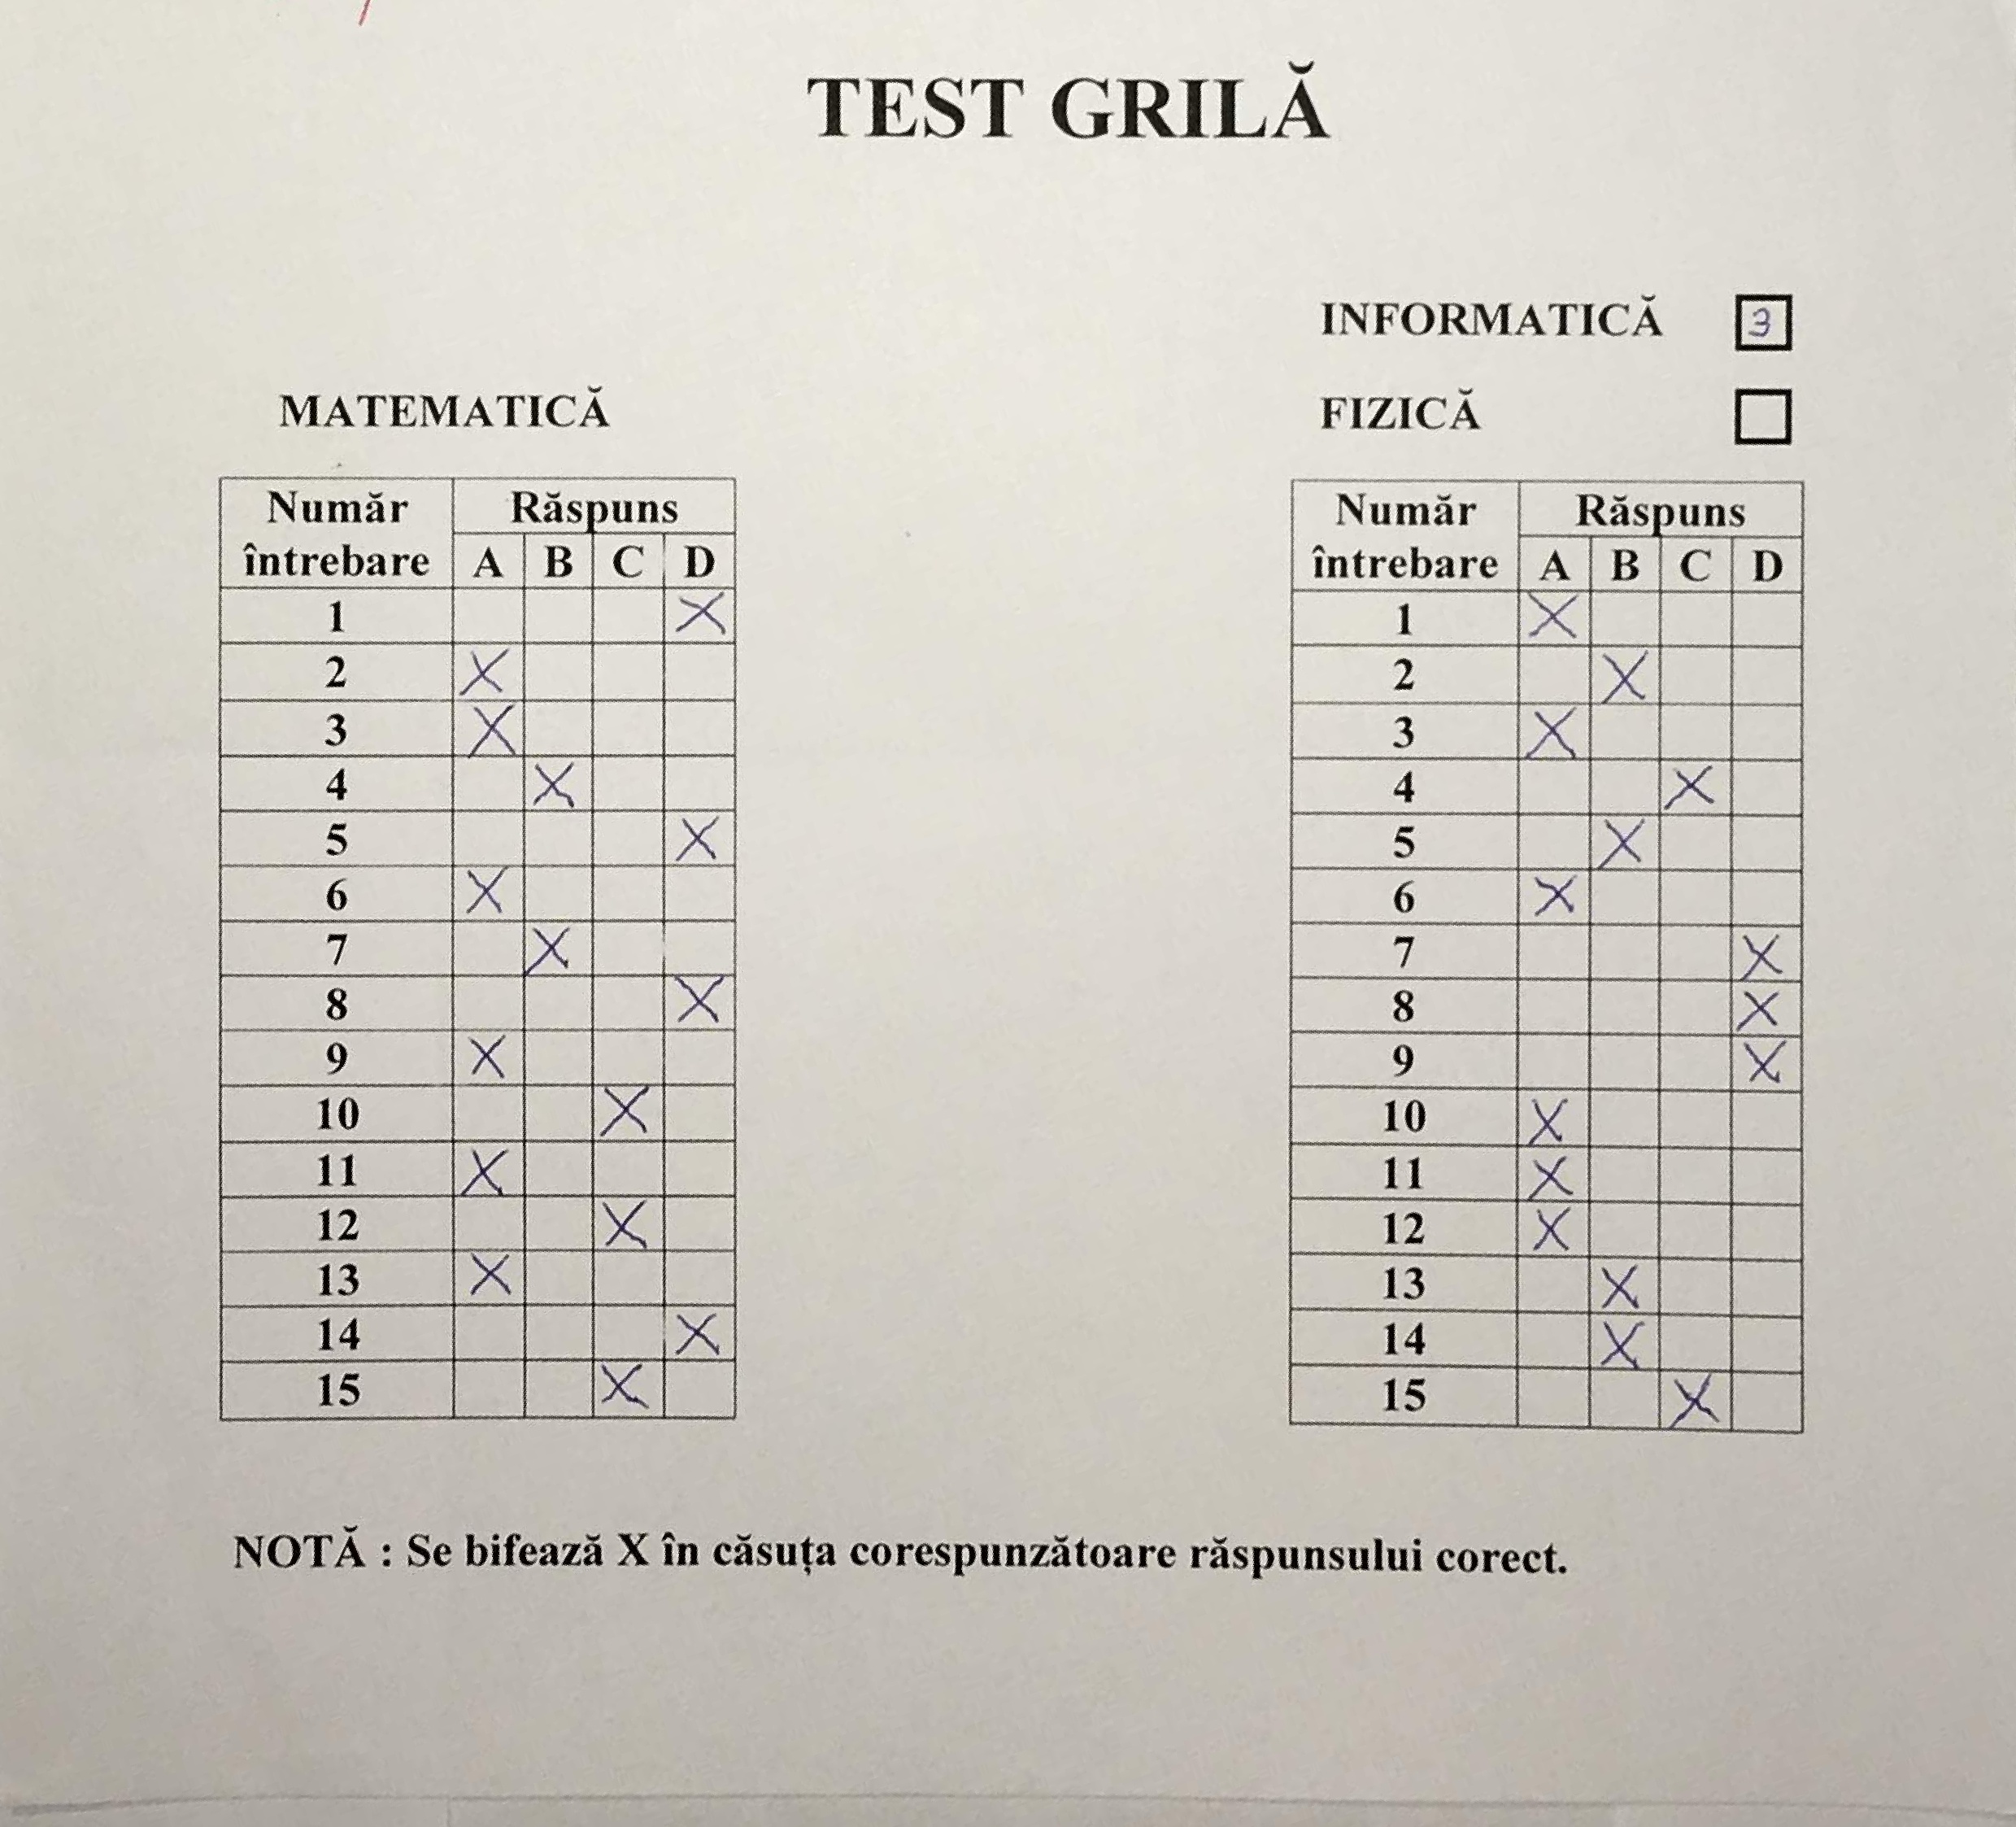 TEST GRILĂ
INFORMATICĂ 3
MATEMATICĂ
FIZICĂ
Număr întrebare Răspuns
A B C D
1 X
2 X
3 X
4 X
5 X
6 X
7 X
8 X
9 X
10 X
11 X
12 X
13 X
14 X
15 X
Număr întrebare Răspuns
A B C D
1 X
2 X
3 X
4 X
5 X
6 X
7 X
8 X
9 X
10 X
11 X
12 X
13 X
14 X
15 X
NOTĂ : Se bifează X în căsuța corespunzătoare răspunsului corect.